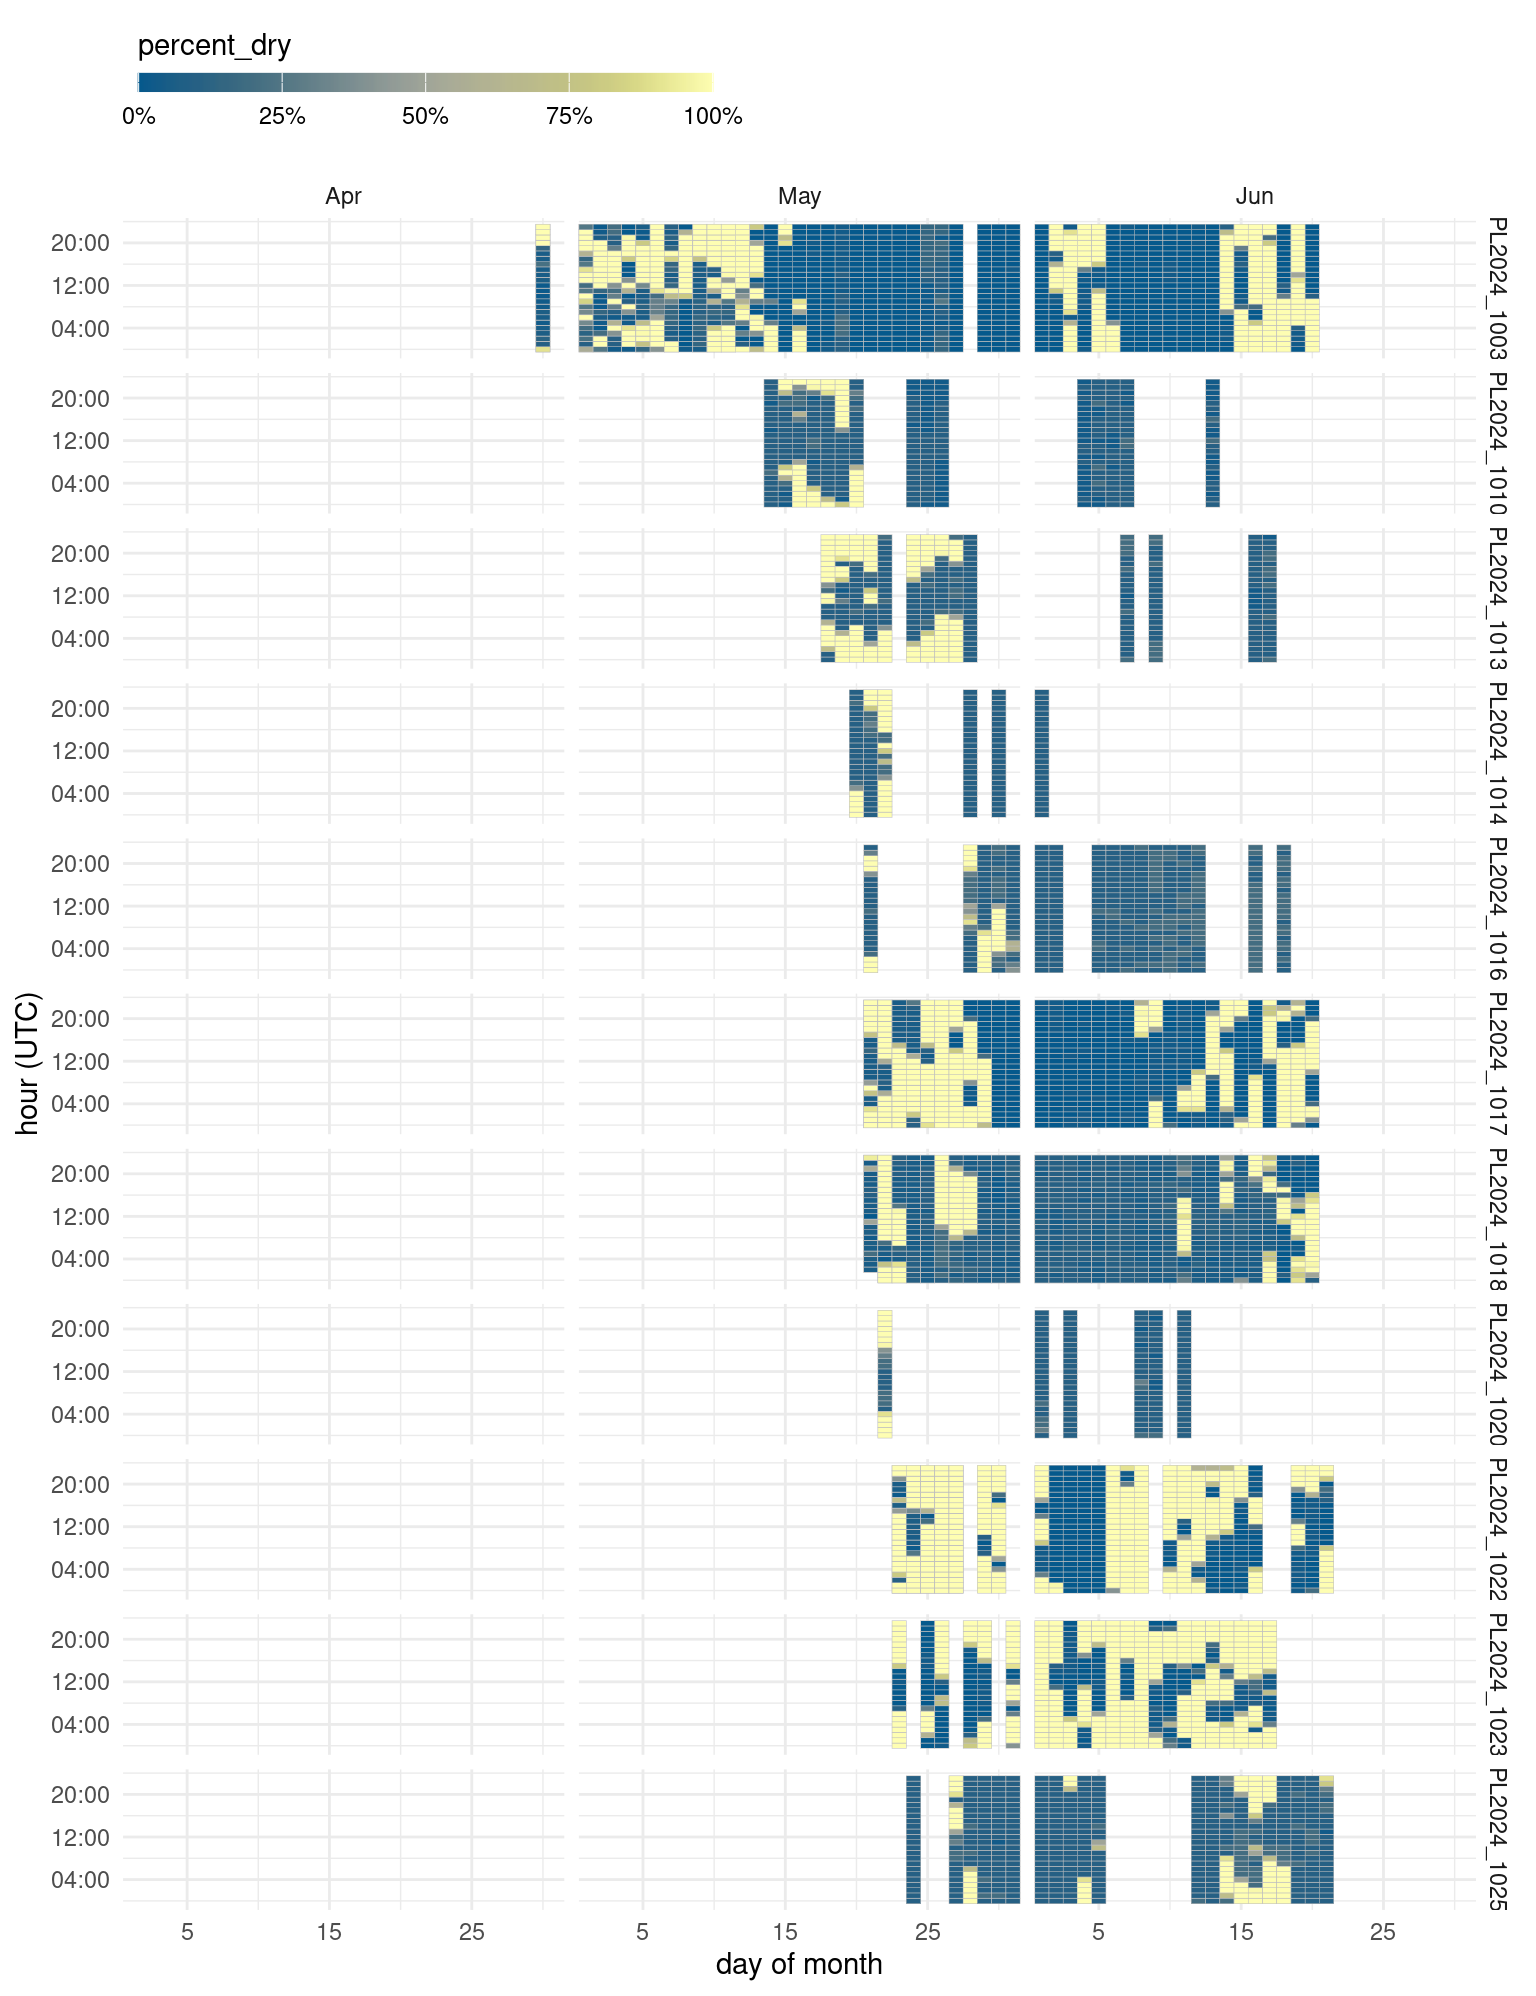 percent_dry
0% 25% 50% 75% 100%
Apr May Jun
20:00
12:00
04:00
PL2024_1003
20:00
12:00
04:00
PL2024_1010
20:00
12:00
04:00
PL2024_1013
20:00
12:00
04:00
PL2024_1014
20:00
12:00
04:00
PL2024_1016
hour (UTC)
20:00
12:00
04:00
PL2024_1017
20:00
12:00
04:00
PL2024_1018
20:00
12:00
04:00
PL2024_1020
20:00
12:00
04:00
PL2024_1022
20:00
12:00
04:00
PL2024_1023
20:00
12:00
04:00
PL2024_1025
5 15 25 5 15 25 5 15 25
day of month